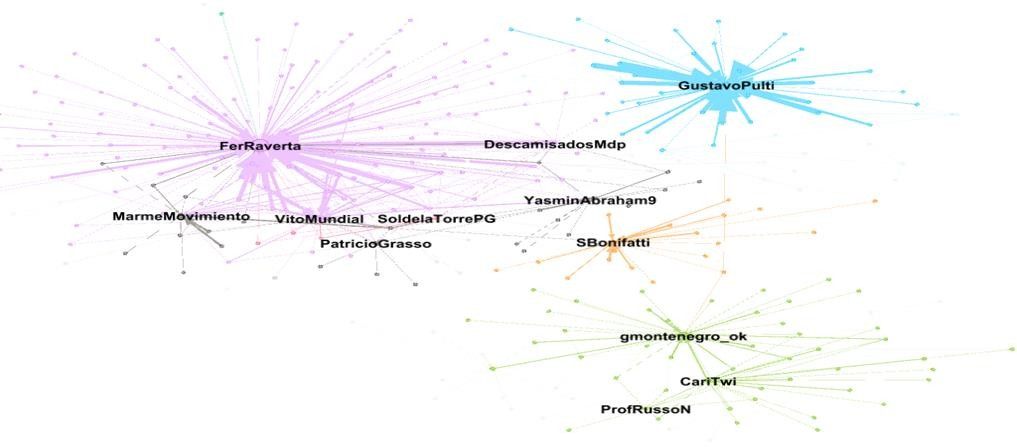 GustavoPulti
FerRaverta
DescamisadosMdp
YasminAbraham9
MarmeMovimiento
VitoMundial
SoldelaTorrePG
PatricioGrasso
SBonifatti
gmontenegro_ok
CariTwi
ProfRussoN